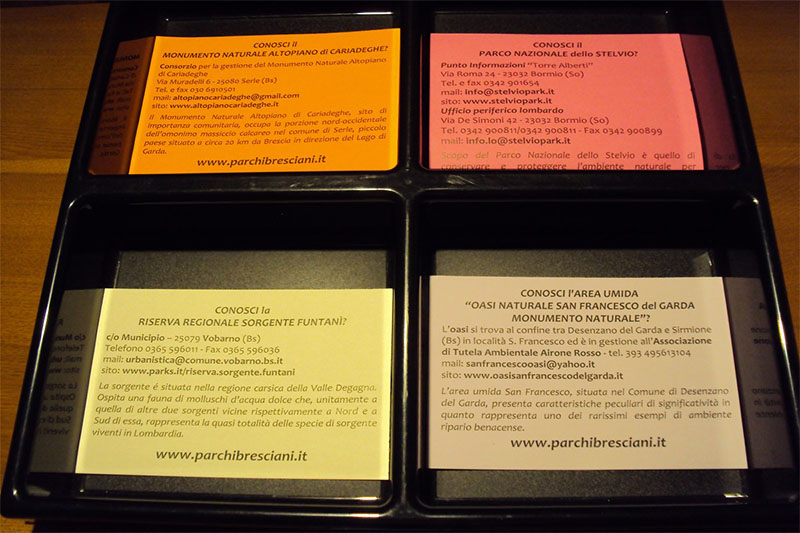 CONOSCI il
MONUMENTO NATURALE ALTOPIANO di CARIADEGHE?
Consorzio per la gestione del Monumento Naturale Altopiano
di Cariadeghe
Via Muradelli 6 - 25080 Serle (Bs)
Tel. e fax 030 6910501
mail: altopianocariadeghe@gmail.com
sito: www.altopianocariadeghe.it
Il Monumento Naturale Altopiano di Cariadeghe, sito di
importanza comunitaria, occupa la porzione nord-occidentale
dell'omonimo massiccio calcareo nel comune di Serle, piccolo
paese situato a circa 20 km da Brescia in direzione del Lago di
Garda.
www.parchibresciani.it
CONOSCI il
PARCO NAZIONALE dello STELVIO?
Punto Informazioni "Torre Alberti"
Via Roma 24 - 23032 Bormio (So)
Tel. e fax 0342 901654
mail: info@stelviopark.it
sito: www.stelviopark.it
Ufficio periferico lombardo
Via De Simoni 42 - 23032 Bormio (So)
Tel. 0342 900811/0342 900811 - Fax 0342 900899
mail: info.lo@stelviopark.it
Scopo del Parco Nazionale dello Stelvio è quello di
conservare e proteggere l'ambiente naturale per
CONOSCI la
RISERVA REGIONALE SORGENTE FUNTANÌ?
c/o Municipio – 25079 Vobarno (Bs)
Telefono 0365 596011 - Fax 0365 596036
mail: urbanistica@comune.vobarno.bs.it
sito: www.parks.it/riserva.sorgente.funtani
La sorgente é situata nella regione carsica della Valle Degagna.
Ospita una fauna di molluschi d'acqua dolce che, unitamente a
quella di altre due sorgenti vicine rispettivamente a Nord e a
Sud di essa, rappresenta la quasi totalità delle specie di sorgente
viventi in Lombardia.
www.parchibresciani.it
CONOSCI l'AREA UMIDA
"OASI NATURALE SAN FRANCESCO del GARDA
MONUMENTO NATURALE"?
L'oasi si trova al confine tra Desenzano del Garda e Sirmione
(Bs) in località S. Francesco ed è in gestione all'Associazione
di Tutela Ambientale Airone Rosso - tel. 393 495613104
mail: sanfrancescooasi@yahoo.it
sito: www.oasisanfrancescodelgarda.it
L'area umida San Francesco, situata nel Comune di Desenzano
del Garda, presenta caratteristiche peculiari di significatività in
quanto rappresenta uno dei rarissimi esempi di ambiente
ripario benacense.
www.parchibresciani.it